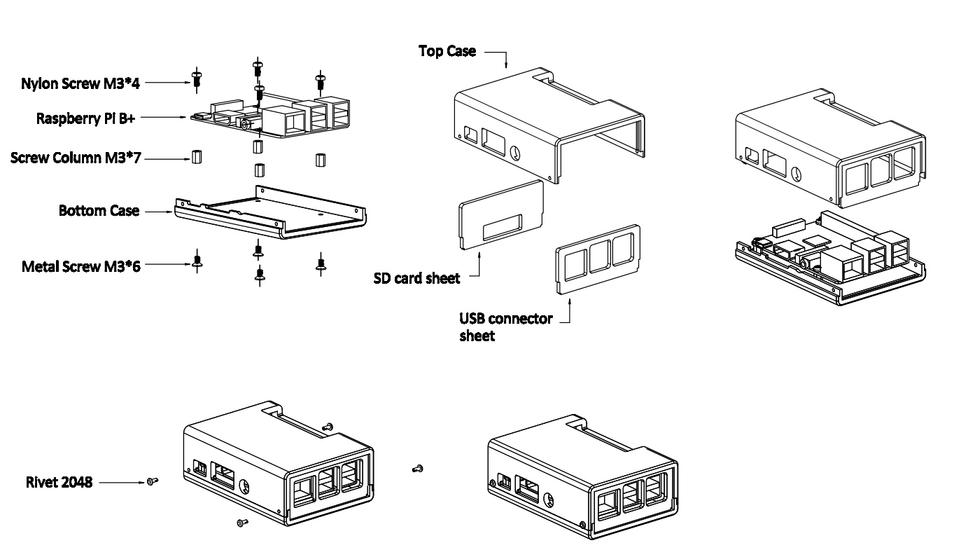 Top Case
Nylon Screw M3*4
Raspberry Pi B+
Screw Column M3*7
Bottom Case
Metal Screw M3*6
SD card sheet
USB connector
sheet
Rivet 2048